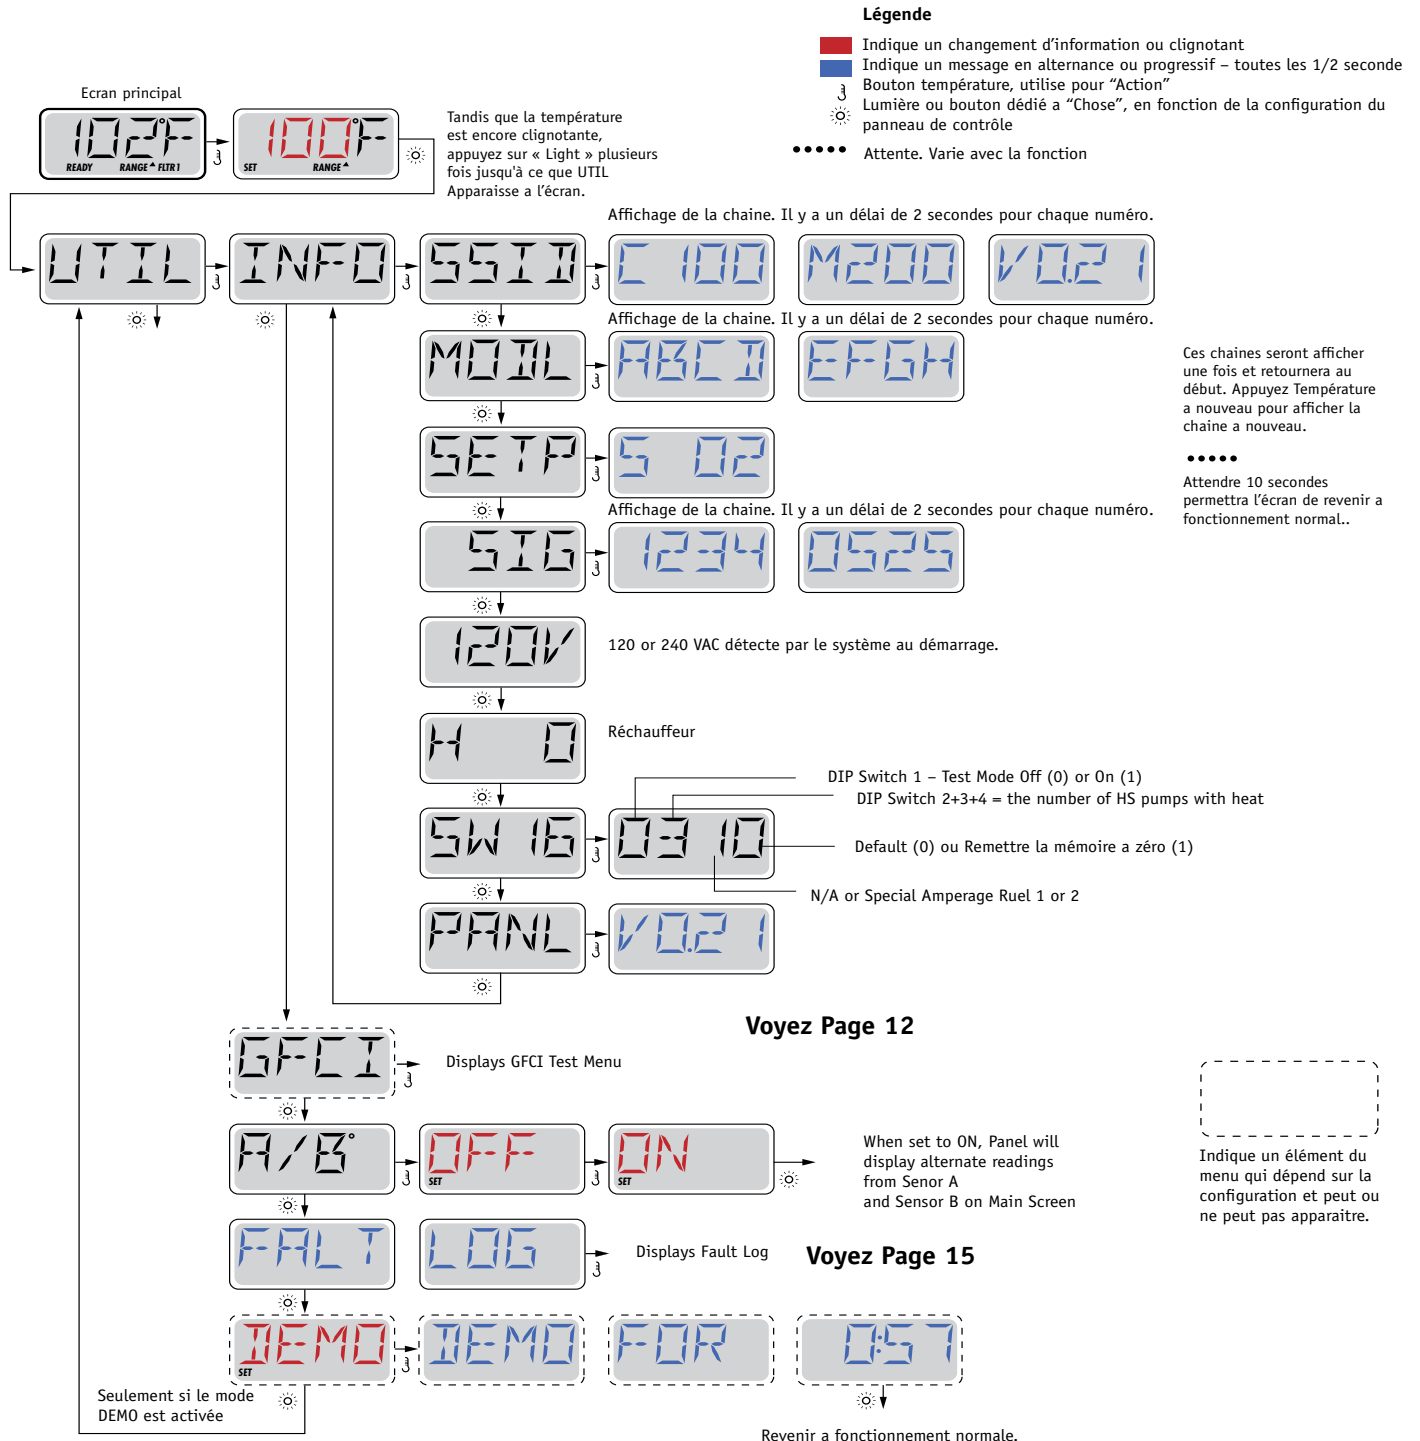 Légende
Indique un changement d'information ou clignotant
Indique un message en alternance ou progressif – toutes les 1/2 seconde
Bouton température, utilise pour "Action"
Lumière ou bouton dédié a "Chose", en fonction de la configuration du
panneau de contrôle
Attente. Varie avec la fonction
Ecran principal
102°F
READY RANGE FLTR1
100°F
SET RANGE
Tandis que la température
est encore clignotante,
appuyez sur « Light » plusieurs
fois jusqu'à ce que UTIL
Apparaisse a l'écran.
Affichage de la chaine. Il y a un délai de 2 secondes pour chaque numéro.
UTIL
INFO
SSID
C 100
M200
V0.21
Affichage de la chaine. Il y a un délai de 2 secondes pour chaque numéro.
MODL
ABCD
EFGH
Ces chaines seront afficher
une fois et retournera au
début. Appuyez Température
a nouveau pour afficher la
chaine a nouveau.
Attendre 10 secondes
permettra l'écran de revenir a
fonctionnement normal..
SETP
S 02
Affichage de la chaine. Il y a un délai de 2 secondes pour chaque numéro.
SIG
1234
0525
120V
120 or 240 VAC détecte par le système au démarrage.
H 0
Réchauffeur
DIP Switch 1 – Test Mode Off (0) or On (1)
DIP Switch 2+3+4 = the number of HS pumps with heat
SW 16
0310
Default (0) ou Remettre la mémoire a zéro (1)
N/A or Special Amperage Ruel 1 or 2
PANL
V0.21
Voyez Page 12
GFCI
Displays GFCI Test Menu
A/B°
OFF
SET
ON
SET
When set to ON, Panel will
display alternate readings
from Senor A
and Sensor B on Main Screen
Indique un élément du
menu qui dépend sur la
configuration et peut ou
ne peut pas apparaitre.
FALT
LOG
Displays Fault Log
Voyez Page 15
DEMO
SET
DEMO
FOR
0:57
Seulement si le mode
DEMO est activée
Revenir a fonctionnement normale.